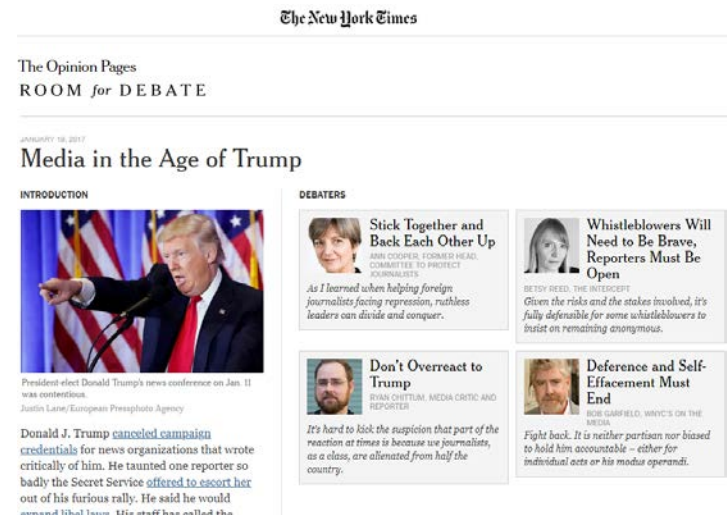 The New York Times
The Opinion Pages
ROOM for DEBATE
JANUARY 18, 2017
Media in the Age of Trump
INTRODUCTION
President-elect Donald Trump's news conference on Jan. 11
was contentious.
Justin Lane/European Pressphoto Agency
Donald J. Trump canceled campaign
credentials for news organizations that wrote
critically of him. He taunted one reporter so
badly the Secret Service offered to escort her
out of his furious rally. He said he would
expand libel laws. His staff has called the
DEBATERS
Stick Together and
Back Each Other Up
ANN COOPER, FORMER HEAD,
COMMITTEE TO PROTECT
JOURNALISTS
As I learned when helping foreign
journalists facing repression, ruthless
leaders can divide and conquer.
Whistleblowers Will
Need to Be Brave,
Reporters Must Be
Open
BETSY REED, THE INTERCEPT
Given the risks and the stakes involved, it's
fully defensible for some whistleblowers to
insist on remaining anonymous.
Don't Overreact to
Trump
RYAN CHITTUM, MEDIA CRITIC AND
REPORTER
It's hard to kick the suspicion that part of the
reaction at times is because we journalists,
as a class, are alienated from half the
country.
Deference and Self-
Effacement Must
End
BOB GARFIELD, WNYC'S ON THE
MEDIA
Fight back. It is neither partisan nor biased
to hold him accountable – either for
individual acts or his modus operandi.